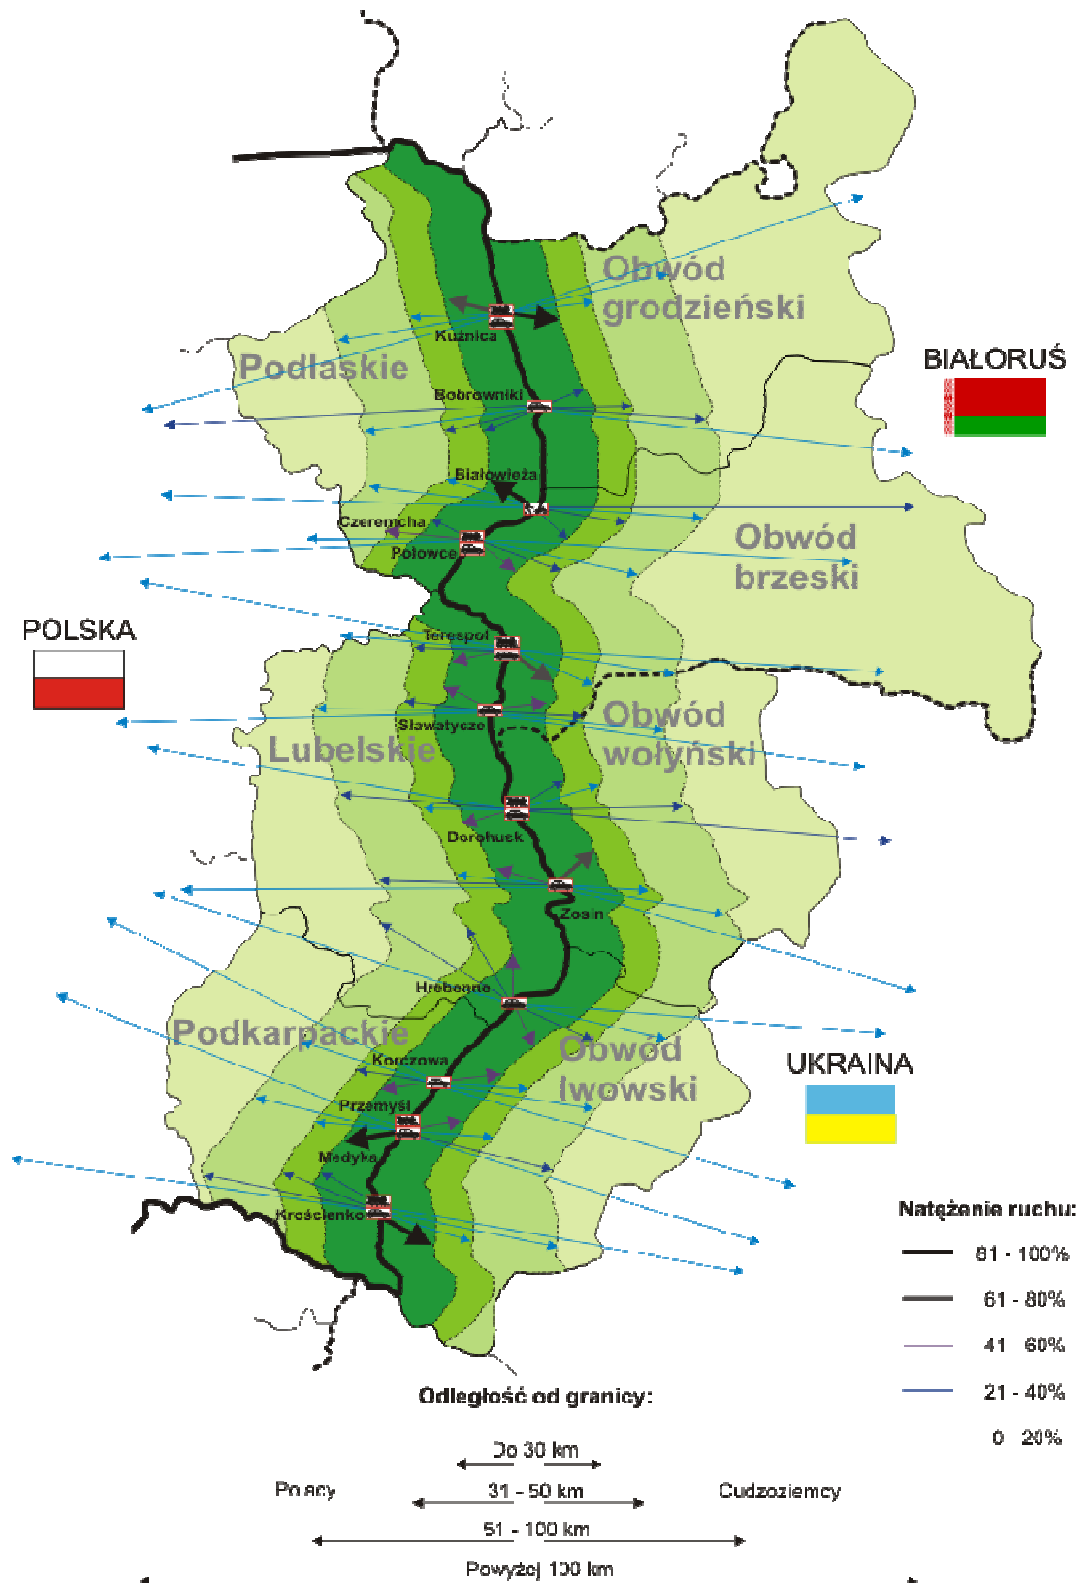 Obwód
grodzieński
BIAŁORUŚ
Kuźnica
Podlaskie
Bobrowniki
Białowieża
Czeremcha
Połowce
Obwód
brzeski
POLSKA
Terespol
Sławatycze
Obwód
wołyński
Lubelskie
Dorohusk
Zosin
Hrebenne
Podkarpackie
Obwód
lwowski
Korczowa
UKRAINA
Przemyśl
Medyka
Krościenko
Natężenie ruchu:
81 - 100%
61 - 80%
41 - 60%
21 - 40%
0 - 20%
Odległość od granicy:
Do 30 km
Polacy
31 - 50 km
Cudzoziemcy
51 - 100 km
Powyżej 100 km